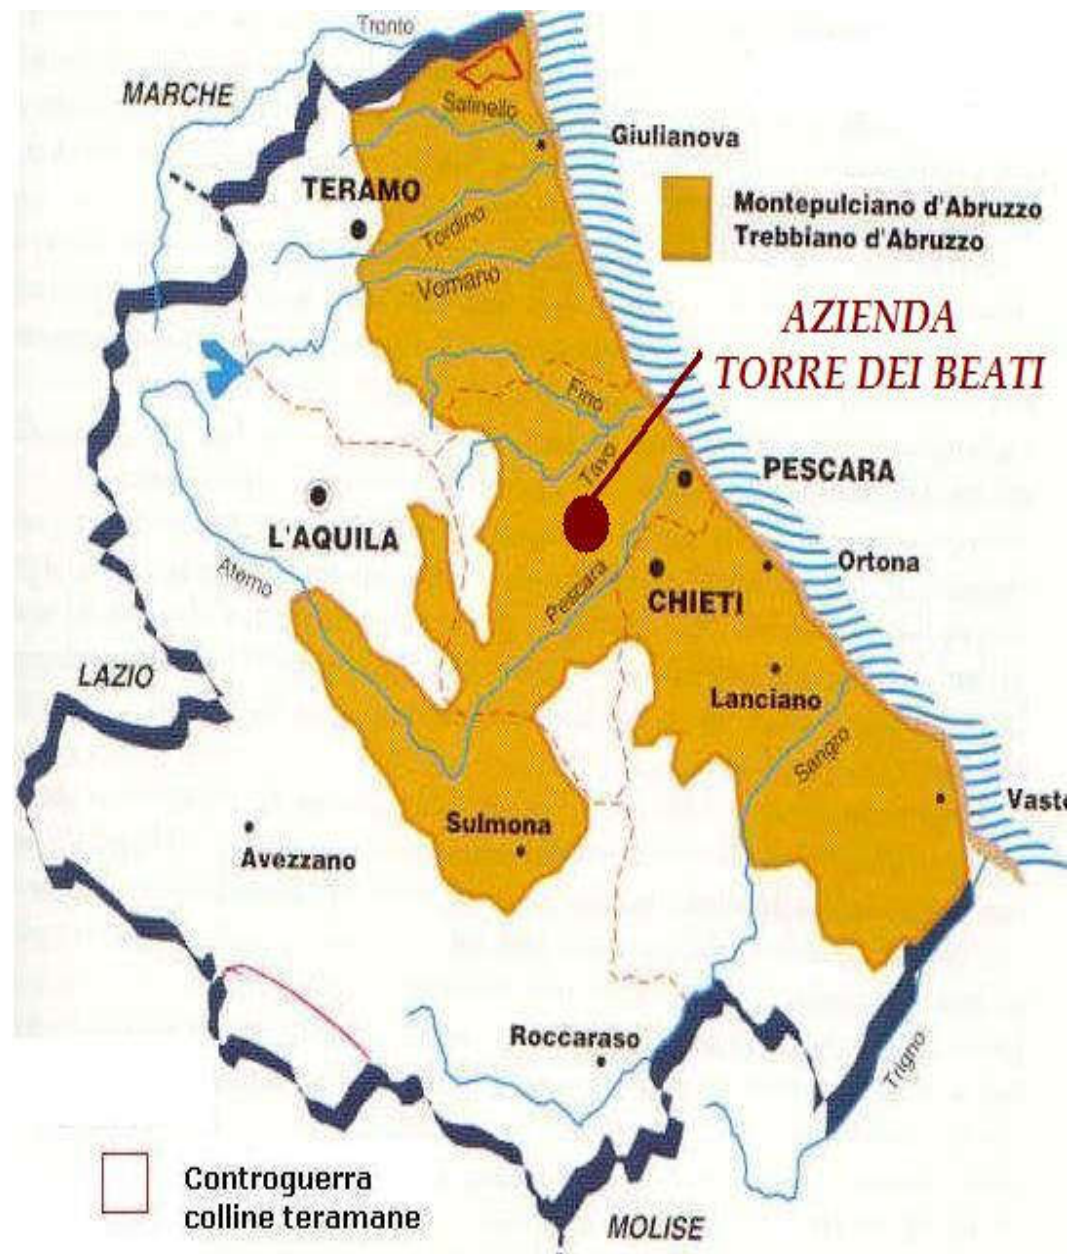 Tronto
MARCHE
Salinello
Giulianova
TERAMO
Montepulciano d'Abruzzo
Trebbiano d'Abruzzo
Tordino
Vomano
AZIENDA
TORRE DEI BEATI
Fino
Tavo
PESCARA
L'AQUILA
Ortona
Aterno
Pescara
CHIETI
LAZIO
Lanciano
Sangro
Sulmona
Vasto
Avezzano
Roccaraso
Trigno
Controguerra
colline teramane
MOLISE